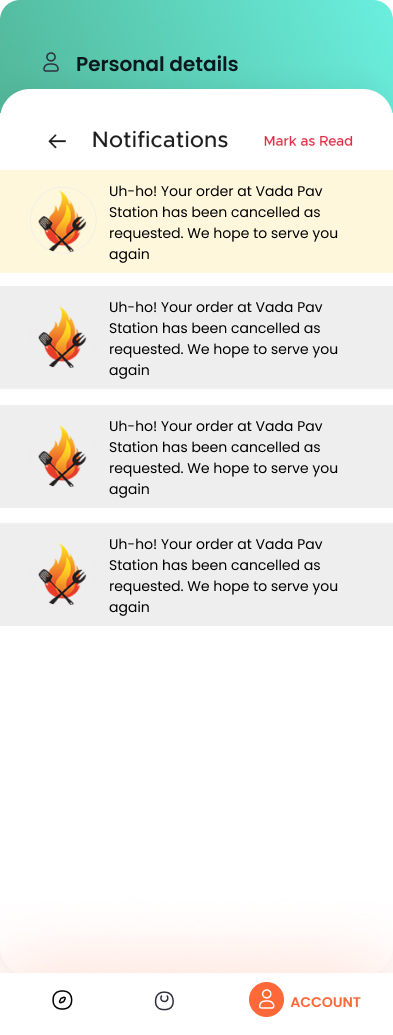 Personal details
Notifications
Mark as Read
Uh-ho! Your order at Vada Pav
Station has been cancelled as
requested. We hope to serve you
again
Uh-ho! Your order at Vada Pav
Station has been cancelled as
requested. We hope to serve you
again
Uh-ho! Your order at Vada Pav
Station has been cancelled as
requested. We hope to serve you
again
Uh-ho! Your order at Vada Pav
Station has been cancelled as
requested. We hope to serve you
again
ACCOUNT